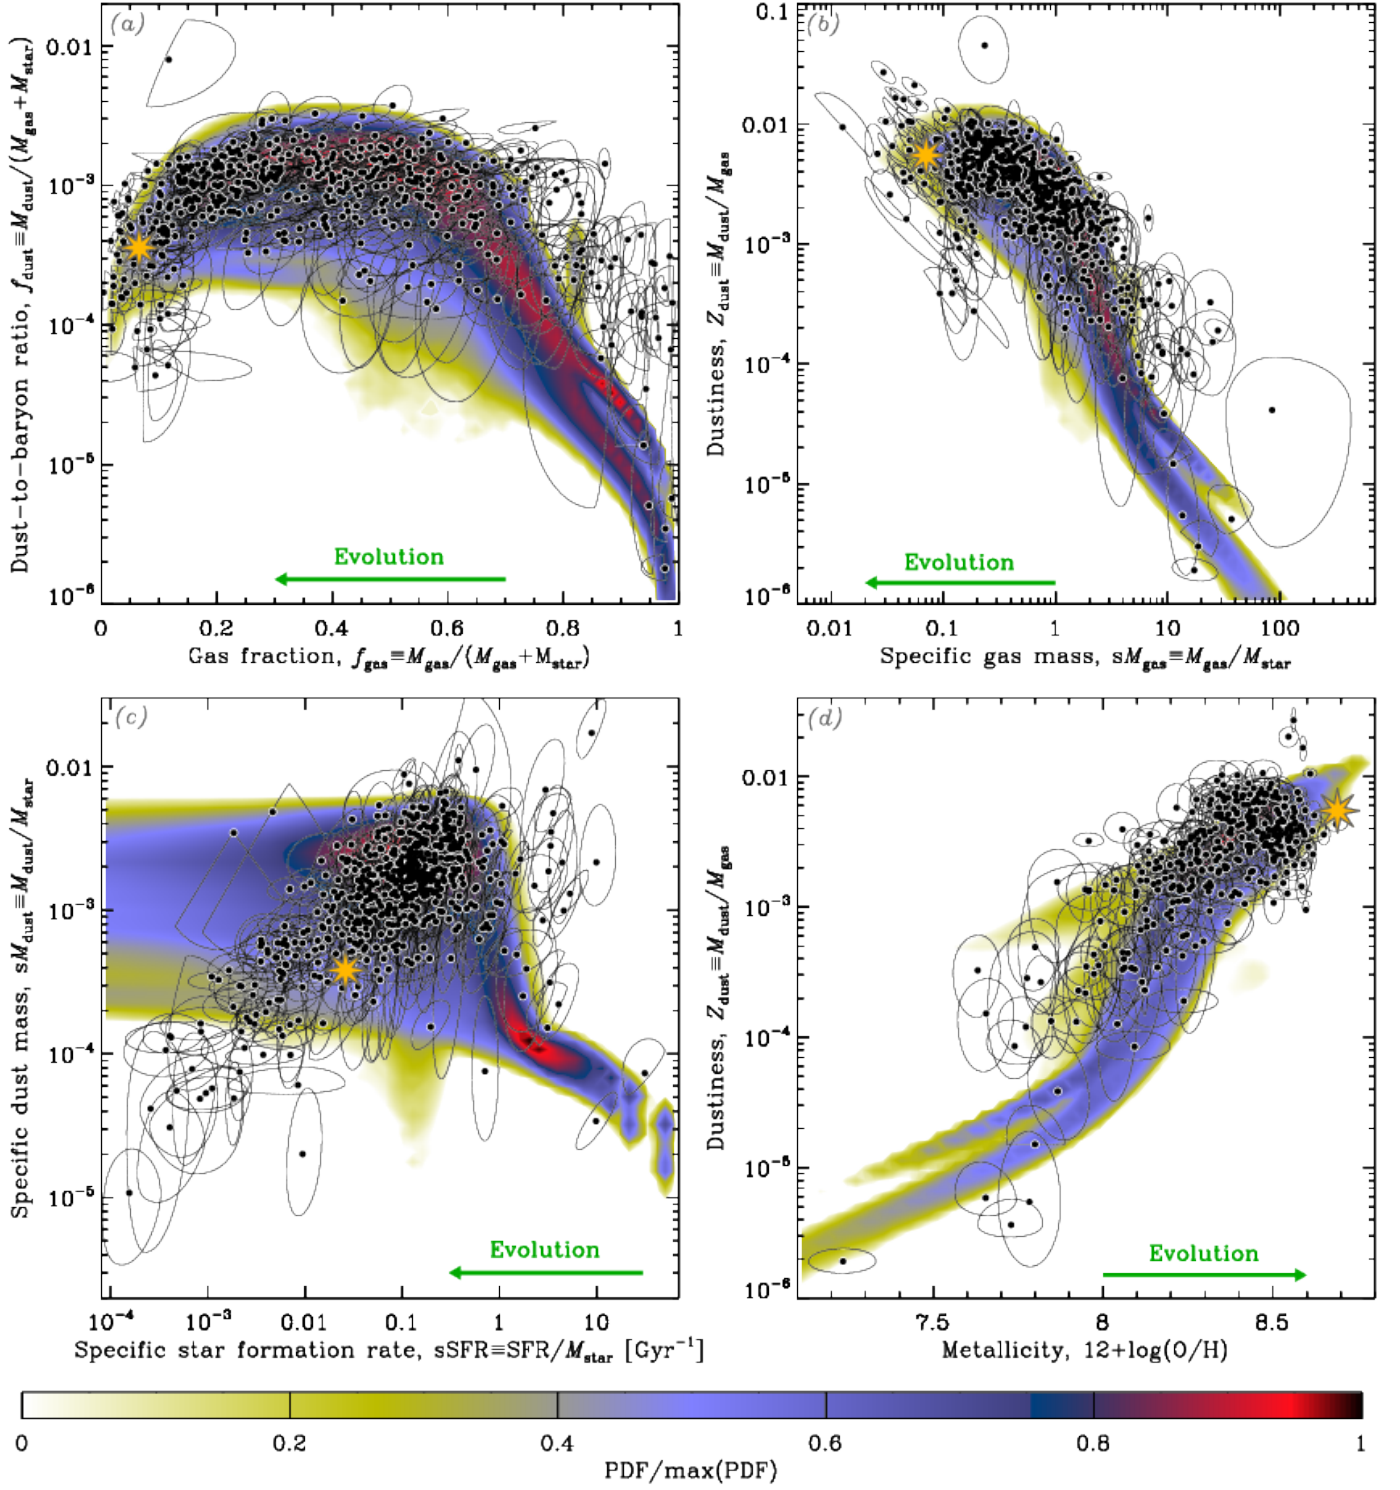 (a)
Dust-to-baryon ratio, f_dust≡M_dust/(M_gas+M_star)
0.01
10⁻³
10⁻⁴
10⁻⁵
10⁻⁶
Evolution
0 0.2 0.4 0.6 0.8 1
Gas fraction, f_gas≡M_gas/(M_gas+M_star)
(b)
Dustiness, Z_dust≡M_dust/M_gas
0.1
0.01
10⁻³
10⁻⁴
10⁻⁵
10⁻⁶
Evolution
0.01 0.1 1 10 100
Specific gas mass, sM_gas≡M_gas/M_star
(c)
Specific dust mass, sM_dust≡M_dust/M_star
0.01
10⁻³
10⁻⁴
10⁻⁵
Evolution
10⁻⁴ 10⁻³ 0.01 0.1 1 10
Specific star formation rate, sSFR≡SFR/M_star [Gyr⁻¹]
(d)
Dustiness, Z_dust≡M_dust/M_gas
0.01
10⁻³
10⁻⁴
10⁻⁵
10⁻⁶
Evolution
7.5 8 8.5
Metallicity, 12+log(O/H)
0 0.2 0.4 0.6 0.8 1
PDF/max(PDF)